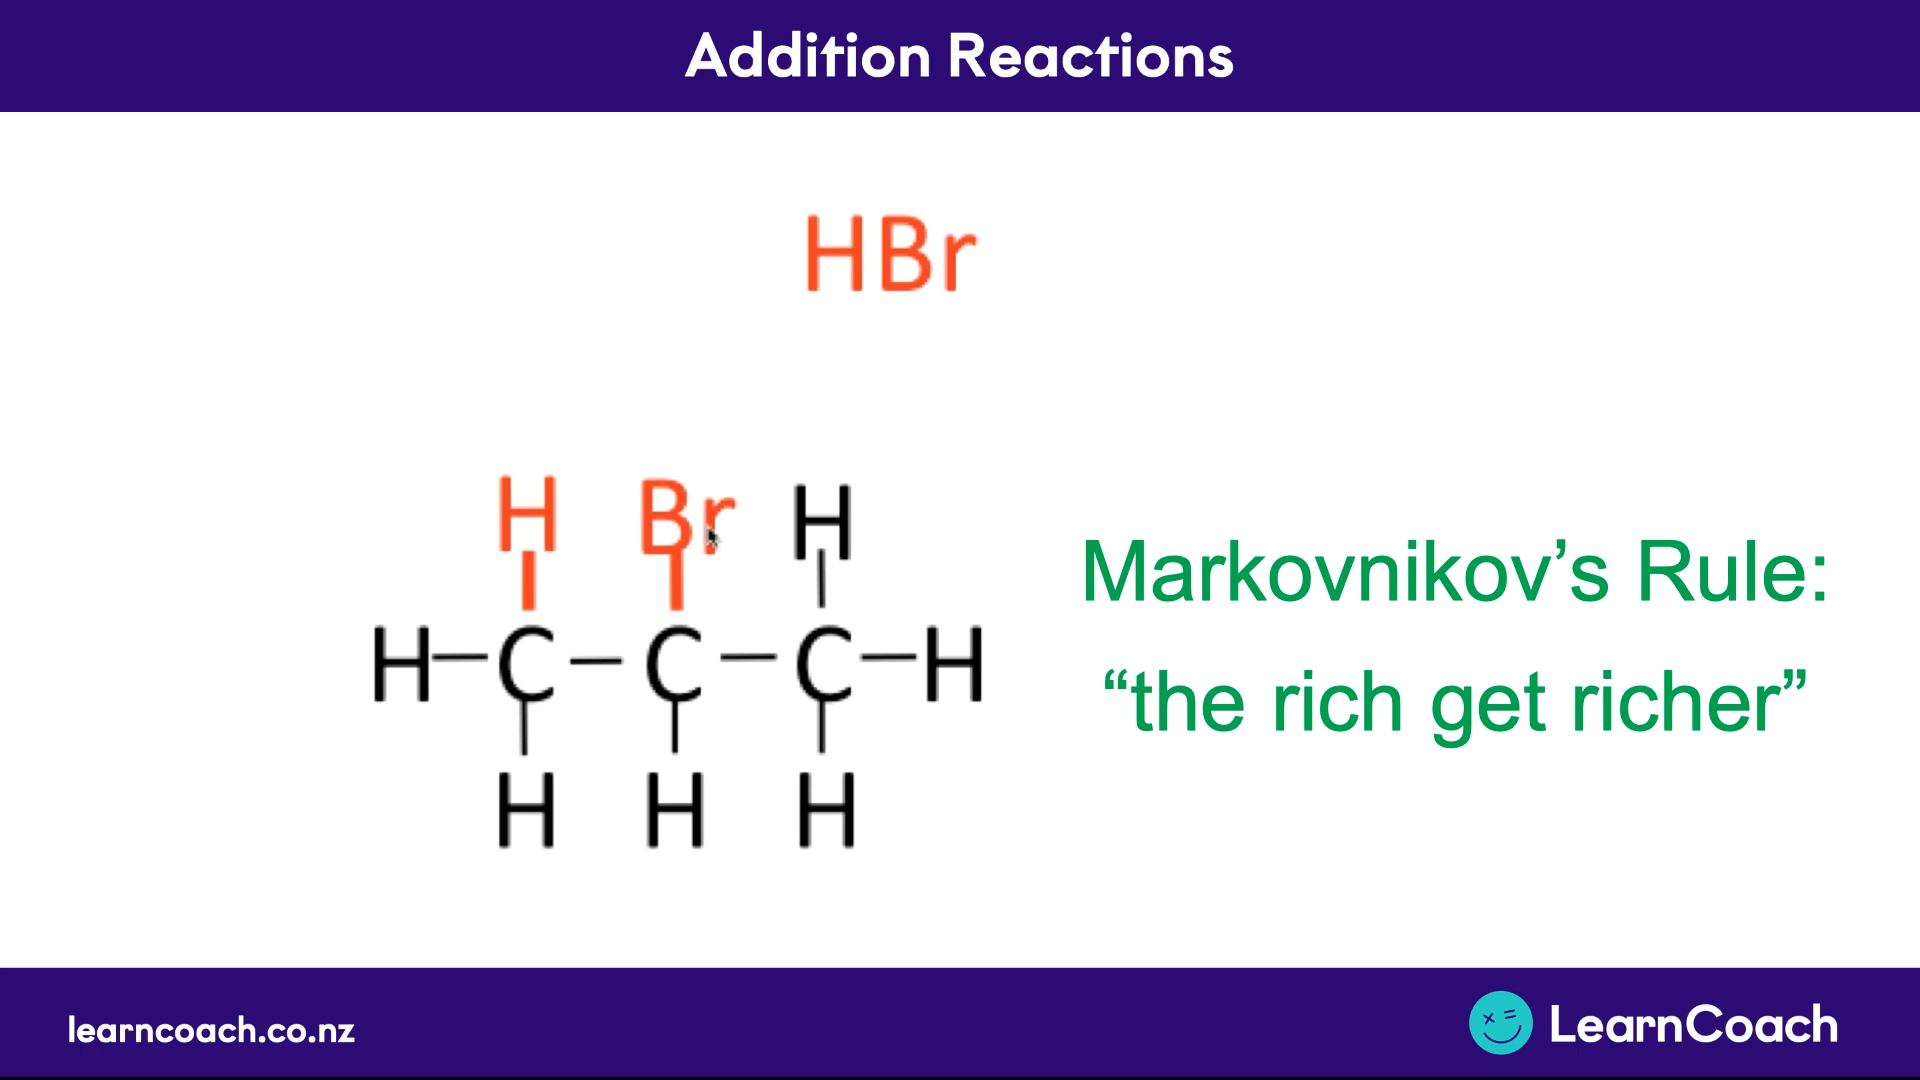 Addition Reactions
HBr
H Br H
H C C C H
H H H
Markovnikov’s Rule:
“the rich get richer”
learncoach.co.nz
LearnCoach